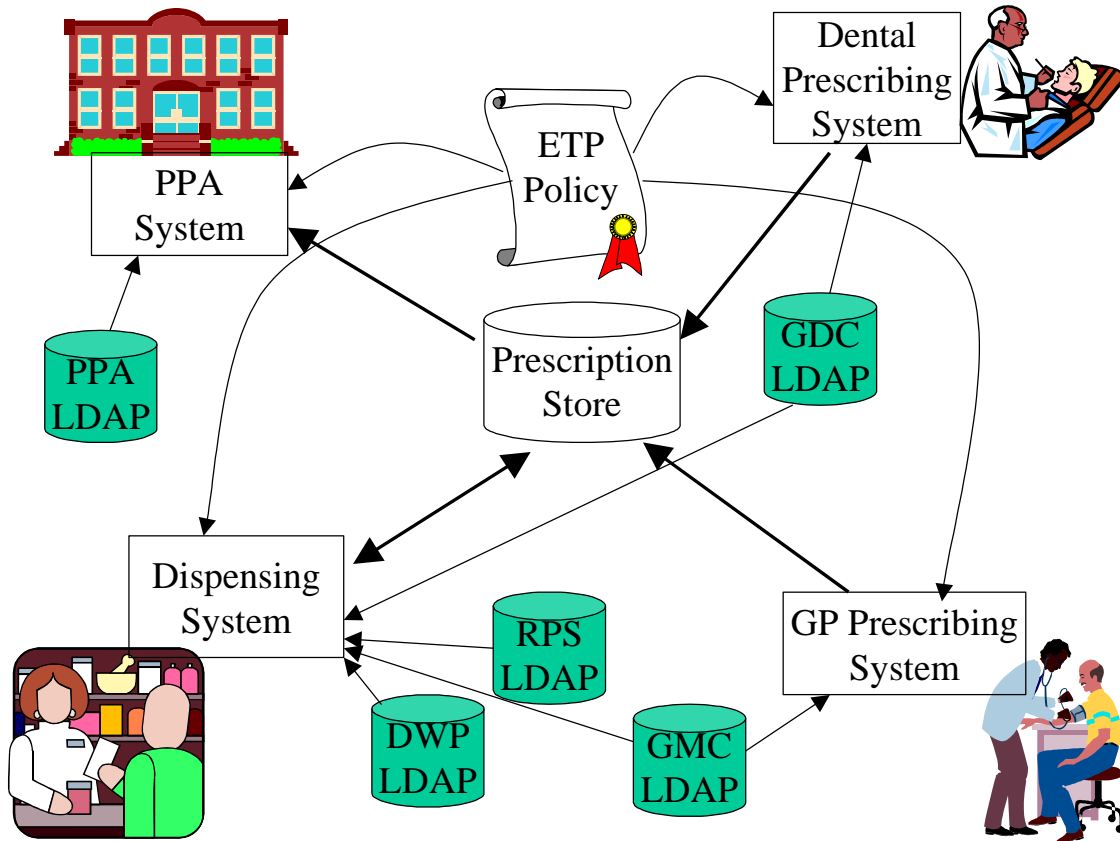 Dental
Prescribing
System
ETP
Policy
PPA
System
PPA
LDAP
Prescription
Store
GDC
LDAP
Dispensing
System
RPS
LDAP
GP Prescribing
System
DWP
LDAP
GMC
LDAP